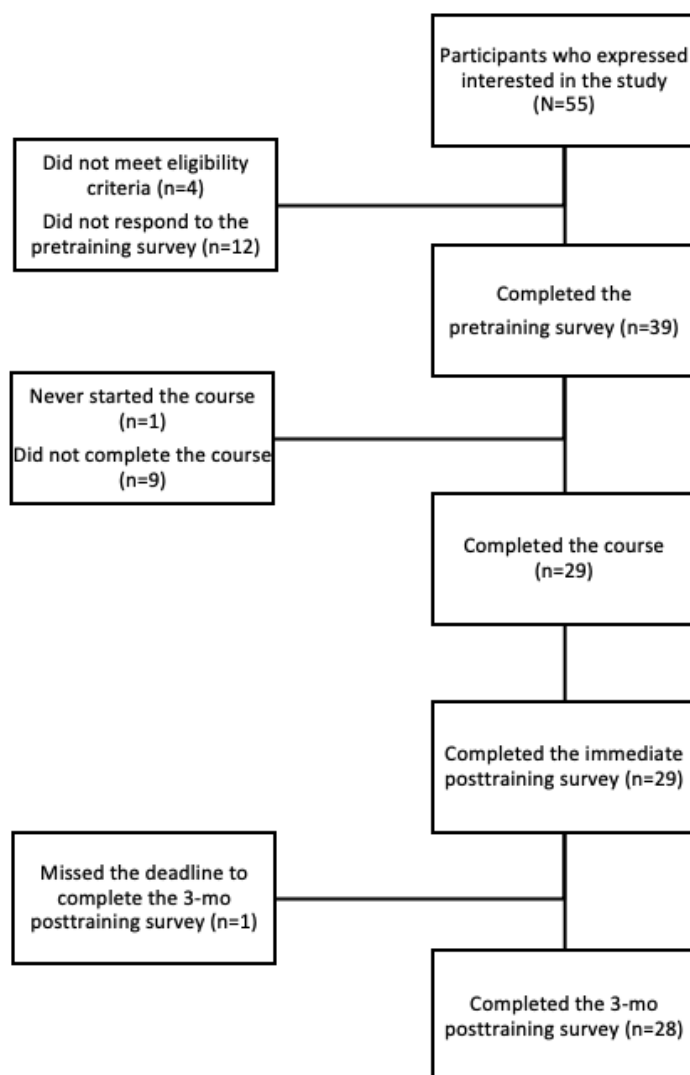 Participants who expressed
interested in the study
(N=55)
Did not meet eligibility
criteria (n=4)
Did not respond to the
pretraining survey (n=12)
Completed the
pretraining survey (n=39)
Never started the course
(n=1)
Did not complete the course
(n=9)
Completed the course
(n=29)
Completed the immediate
posttraining survey (n=29)
Missed the deadline to
complete the 3-mo
posttraining survey (n=1)
Completed the 3-mo
posttraining survey (n=28)